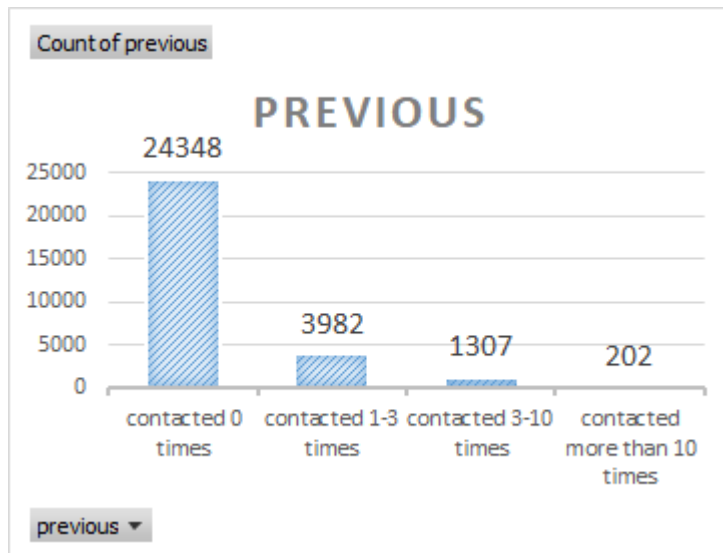 Count of previous
PREVIOUS
24348
25000
20000
15000
10000
5000
0
3982
1307
202
contacted 0
times
contacted 1-3
times
contacted 3-10
times
contacted
more than 10
times
previous